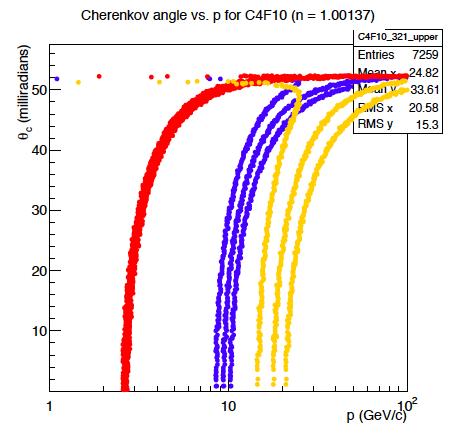 Cherenkov angle vs. p for C4F10 (n = 1.00137)
C4F10_321_upper
Entries 7259
Mean x 24.82
Mean y 33.61
RMS x 20.58
RMS y 15.3
θc (milliradians)
50
40
30
20
10
1 10 10²
p (GeV/c)